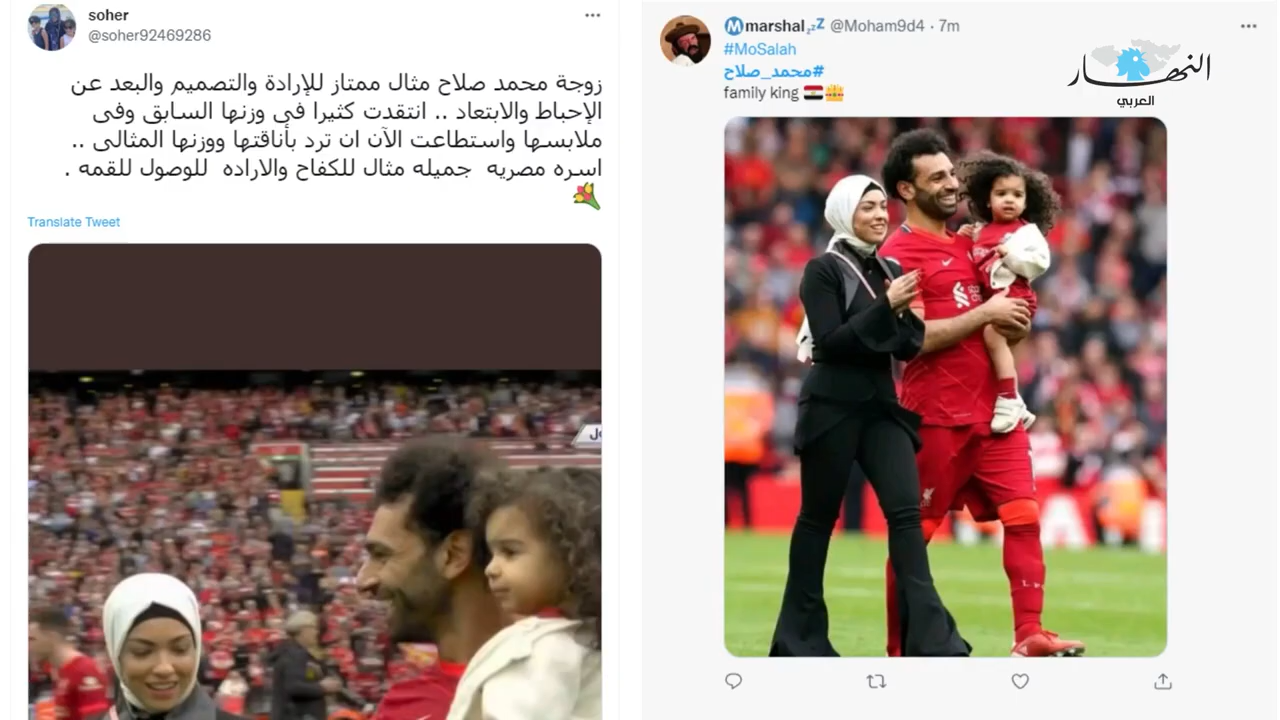 soher
@soher92469286
زوجة محمد صلاح مثال ممتاز للإرادة والتصميم والبعد عن
الإحباط والابتعاد .. انتقدت كثيرا في وزنها السابق وفى
ملابسها واستطاعت الآن ان ترد بأناقتها ووزنها المثالى ..
اسره مصريه جميله مثال للكفاح والاراده للوصول للقمه .
Translate Tweet
marshal @Moham9d4 · 7m
#MoSalah
#محمد_صلاح
family king
النهار
العربي